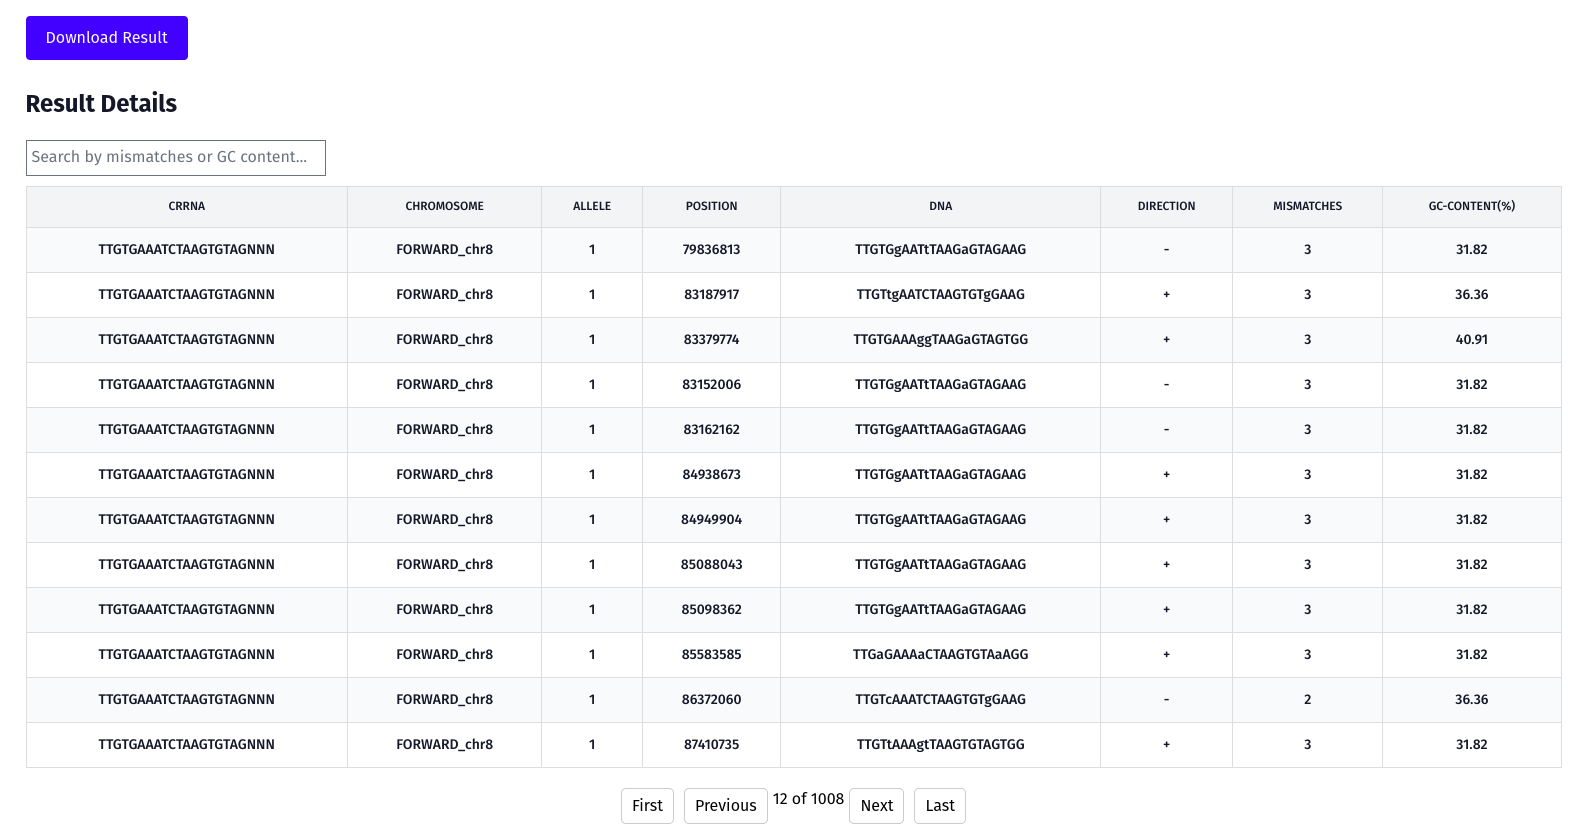 Download Result
Result Details
Search by mismatches or GC content...
CRRNA CHROMOSOME ALLELE POSITION DNA DIRECTION MISMATCHES GC-CONTENT(%)
TTGTGAAATCTAAGTGTAGNNN FORWARD_chr8 1 79836813 TTGTGgAATtTAAGaGTAGAAG - 3 31.82
TTGTGAAATCTAAGTGTAGNNN FORWARD_chr8 1 83187917 TTGTtgAATCTAAGTGTgGAAG + 3 36.36
TTGTGAAATCTAAGTGTAGNNN FORWARD_chr8 1 83379774 TTGTGAAAggTAAGaGTAGTGG + 3 40.91
TTGTGAAATCTAAGTGTAGNNN FORWARD_chr8 1 83152006 TTGTGgAATtTAAGaGTAGAAG - 3 31.82
TTGTGAAATCTAAGTGTAGNNN FORWARD_chr8 1 83162162 TTGTGgAATtTAAGaGTAGAAG - 3 31.82
TTGTGAAATCTAAGTGTAGNNN FORWARD_chr8 1 84938673 TTGTGgAATtTAAGaGTAGAAG + 3 31.82
TTGTGAAATCTAAGTGTAGNNN FORWARD_chr8 1 84949904 TTGTGgAATtTAAGaGTAGAAG + 3 31.82
TTGTGAAATCTAAGTGTAGNNN FORWARD_chr8 1 85088043 TTGTGgAATtTAAGaGTAGAAG + 3 31.82
TTGTGAAATCTAAGTGTAGNNN FORWARD_chr8 1 85098362 TTGTGgAATtTAAGaGTAGAAG + 3 31.82
TTGTGAAATCTAAGTGTAGNNN FORWARD_chr8 1 85583585 TTGaGAAAaCTAAGTGTAaAGG + 3 31.82
TTGTGAAATCTAAGTGTAGNNN FORWARD_chr8 1 86372060 TTGTcAAATCTAAGTGTgGAAG - 2 36.36
TTGTGAAATCTAAGTGTAGNNN FORWARD_chr8 1 87410735 TTGTtAAAgtTAAGTGTAGTGG + 3 31.82
First Previous 12 of 1008 Next Last